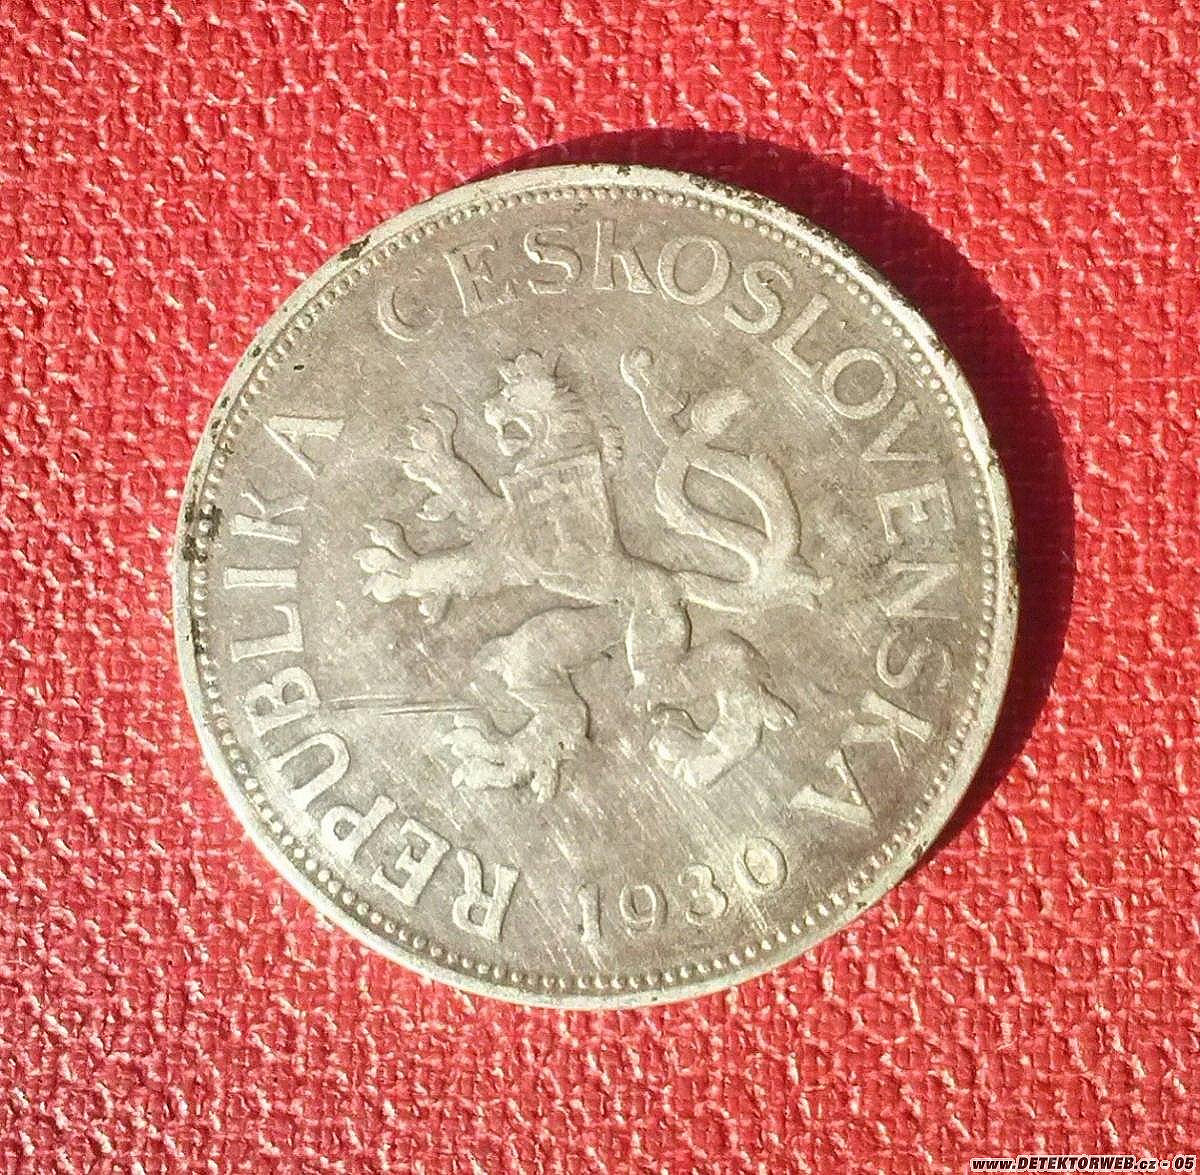 REPUBLIKA ČESKOSLOVENSKÁ
1930
www.DETEKTORWEB.cz - 05